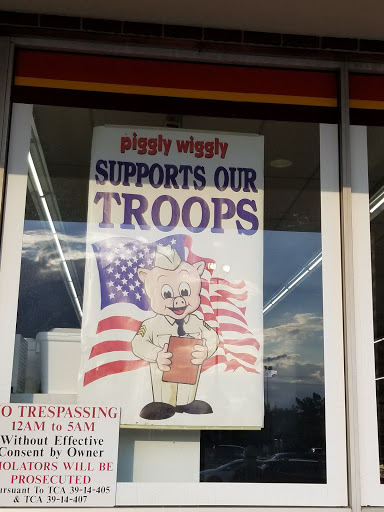 piggly wiggly
SUPPORTS OUR
TROOPS
O TRESPASSING
12AM to 5AM
Without Effective
Consent by Owner
IOLATORS WILL BE
PROSECUTED
ursuant To TCA 39-14-405
& TCA 39-14-407